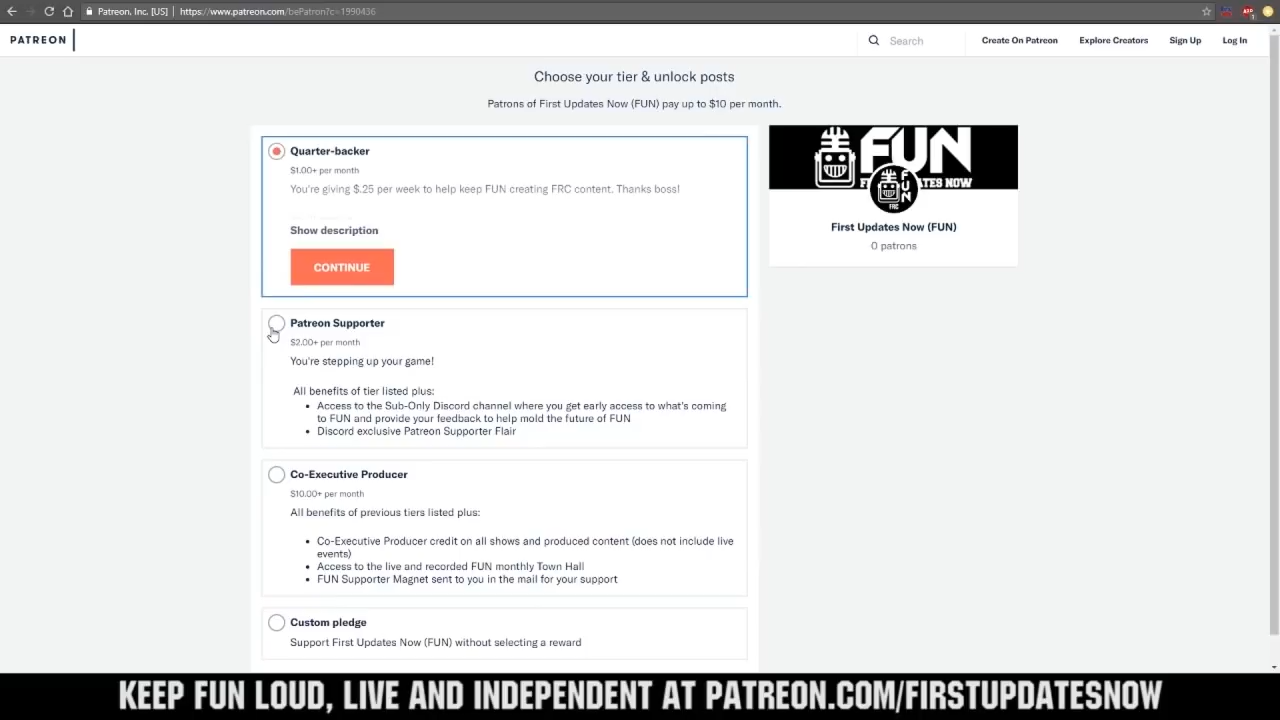 Patreon, Inc. [US] | https://www.patreon.com/bePatron?c=1990436
PATREON
Search
Create On Patreon
Explore Creators
Sign Up
Log In
Choose your tier & unlock posts
Patrons of First Updates Now (FUN) pay up to $10 per month.
Quarter-backer
$1.00+ per month
You're giving $.25 per week to help keep FUN creating FRC content. Thanks boss!
Show description
CONTINUE
FUN
FUN
FRC
First Updates Now (FUN)
0 patrons
Patreon Supporter
$2.00+ per month
You're stepping up your game!
All benefits of tier listed plus:
• Access to the Sub-Only Discord channel where you get early access to what's coming
to FUN and provide your feedback to help mold the future of FUN
• Discord exclusive Patreon Supporter Flair
Co-Executive Producer
$10.00+ per month
All benefits of previous tiers listed plus:
• Co-Executive Producer credit on all shows and produced content (does not include live
events)
• Access to the live and recorded FUN monthly Town Hall
• FUN Supporter Magnet sent to you in the mail for your support
Custom pledge
Support First Updates Now (FUN) without selecting a reward
KEEP FUN LOUD, LIVE AND INDEPENDENT AT PATREON.COM/FIRSTUPDATESNOW